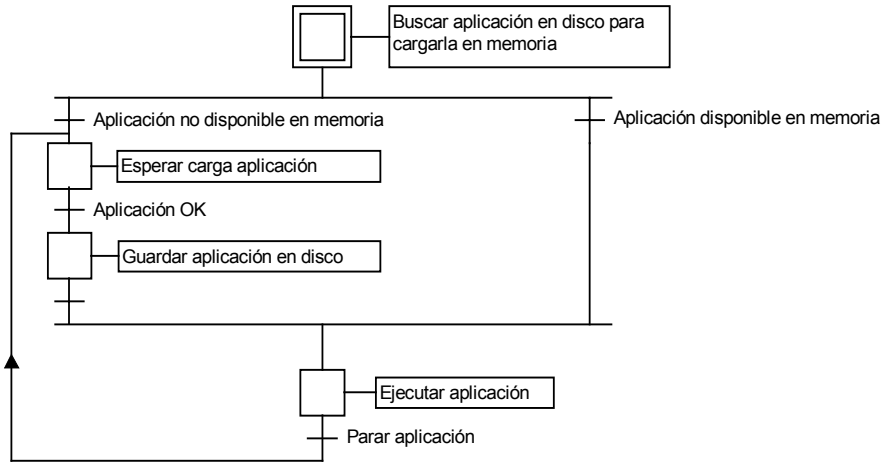 Buscar aplicación en disco para
cargarla en memoria
Aplicación no disponible en memoria
Aplicación disponible en memoria
Esperar carga aplicación
Aplicación OK
Guardar aplicación en disco
Ejecutar aplicación
Parar aplicación